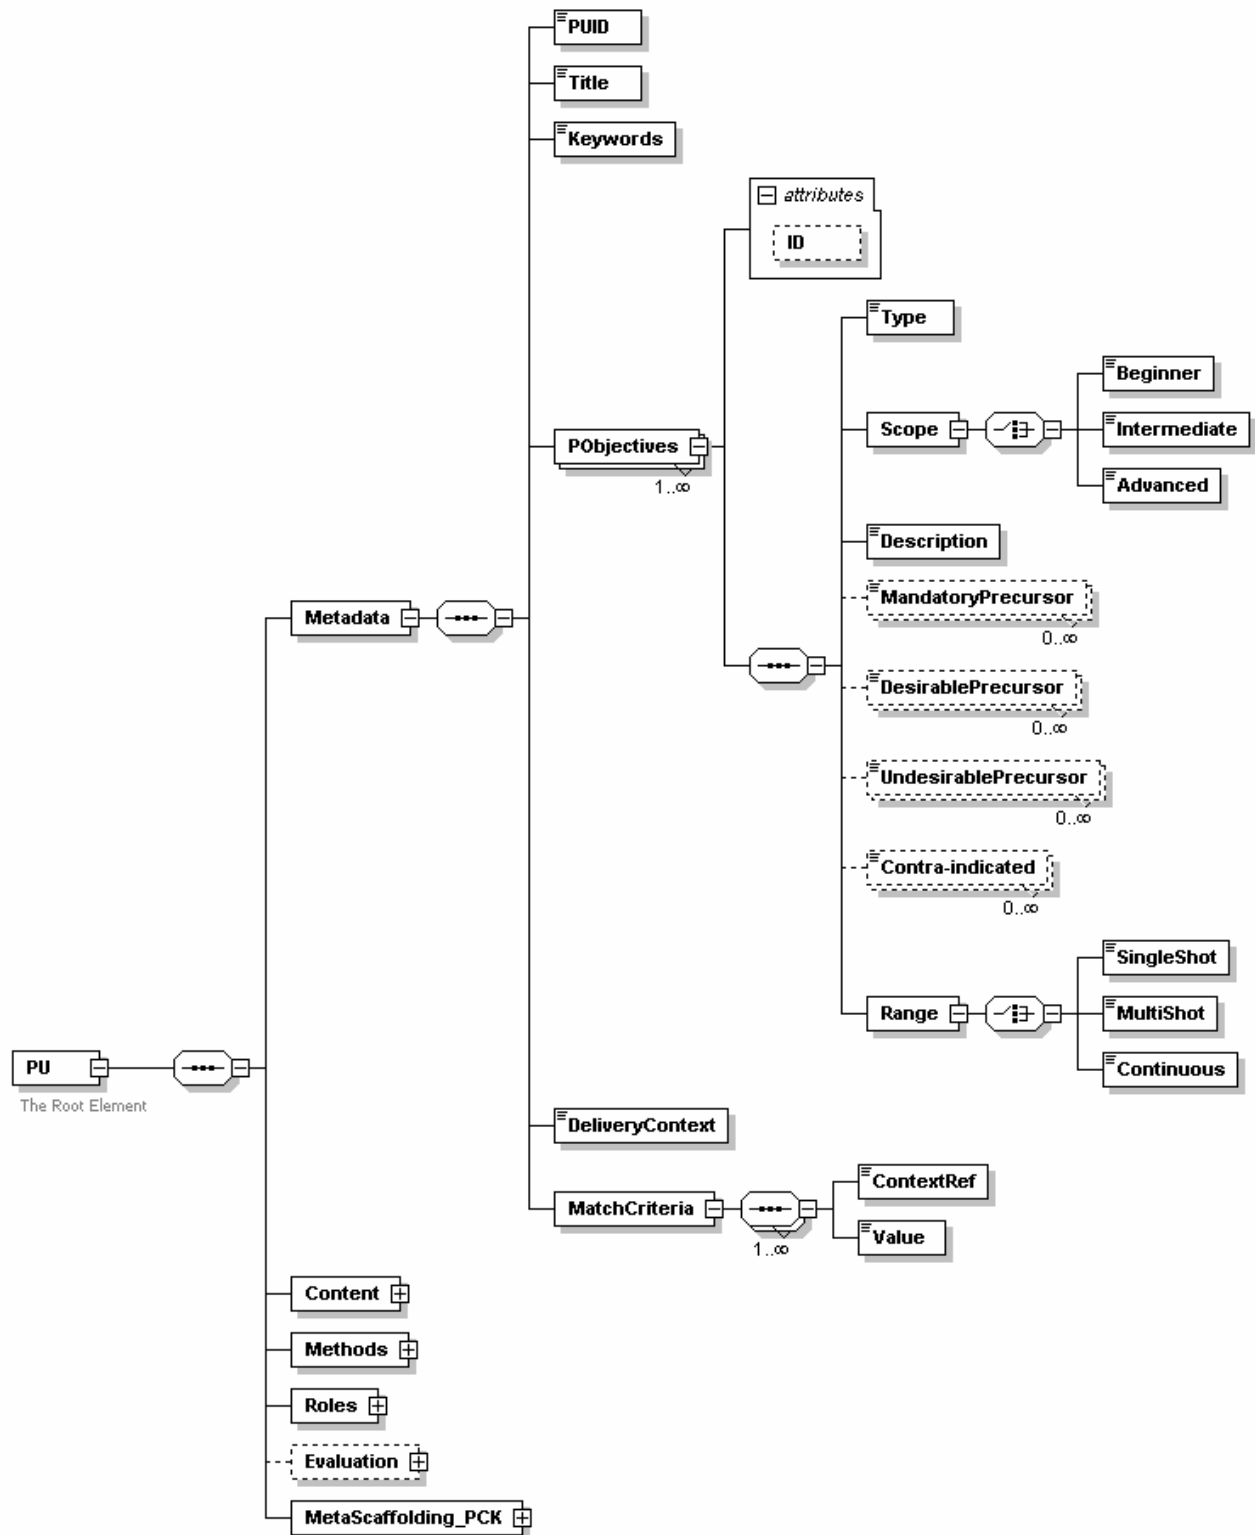 PUID
Title
Keywords
attributes
ID
Type
Beginner
Scope
Intermediate
Advanced
PObjectives
1..∞
Description
MandatoryPrecursor
0..∞
Metadata
DesirablePrecursor
0..∞
UndesirablePrecursor
0..∞
Contra-indicated
0..∞
SingleShot
Range
MultiShot
Continuous
PU
The Root Element
DeliveryContext
MatchCriteria
1..∞
ContextRef
Value
Content
Methods
Roles
Evaluation
MetaScaffolding_PCK